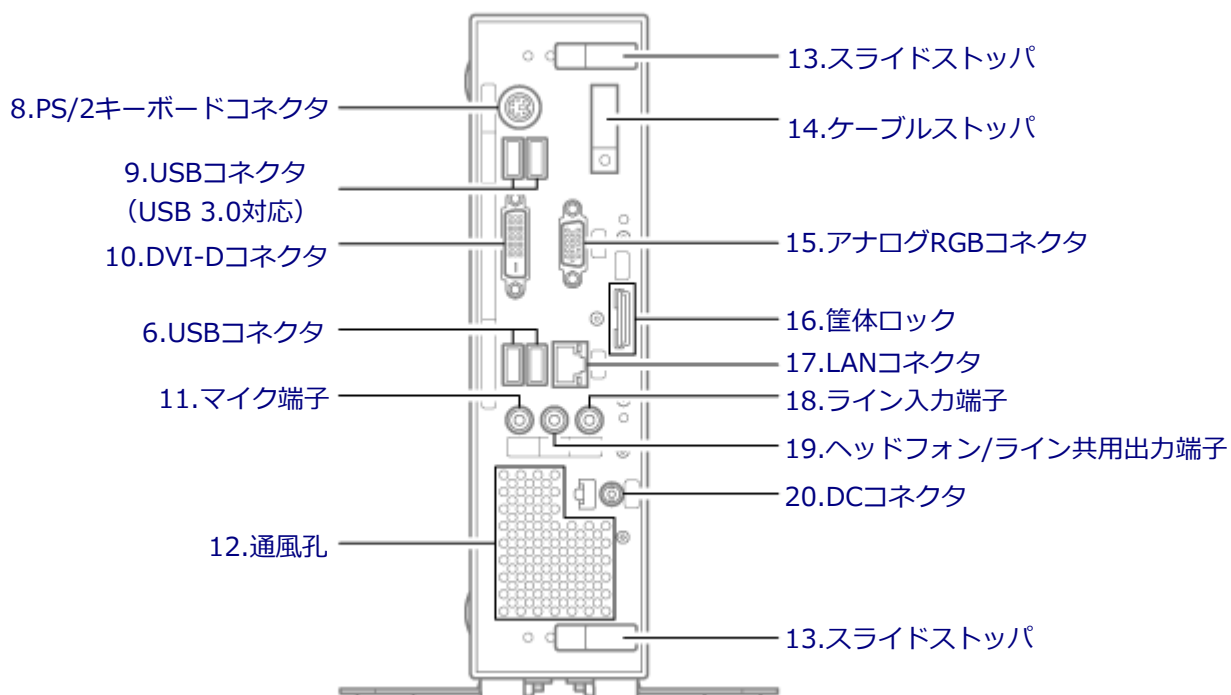 8.PS/2キーボードコネクタ
9.USBコネクタ
（USB 3.0対応）
10.DVI-Dコネクタ
6.USBコネクタ
11.マイク端子
12.通風孔
13.スライドストッパ
14.ケーブルストッパ
15.アナログRGBコネクタ
16.筐体ロック
17.LANコネクタ
18.ライン入力端子
19.ヘッドフォン/ライン共用出力端子
20.DCコネクタ
13.スライドストッパ